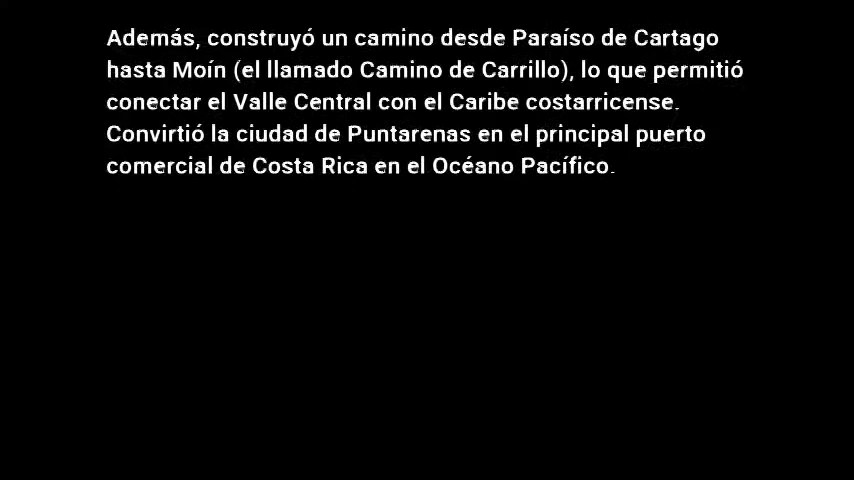 Además, construyó un camino desde Paraíso de Cartago
hasta Moín (el llamado Camino de Carrillo), lo que permitió
conectar el Valle Central con el Caribe costarricense.
Convirtió la ciudad de Puntarenas en el principal puerto
comercial de Costa Rica en el Océano Pacífico.